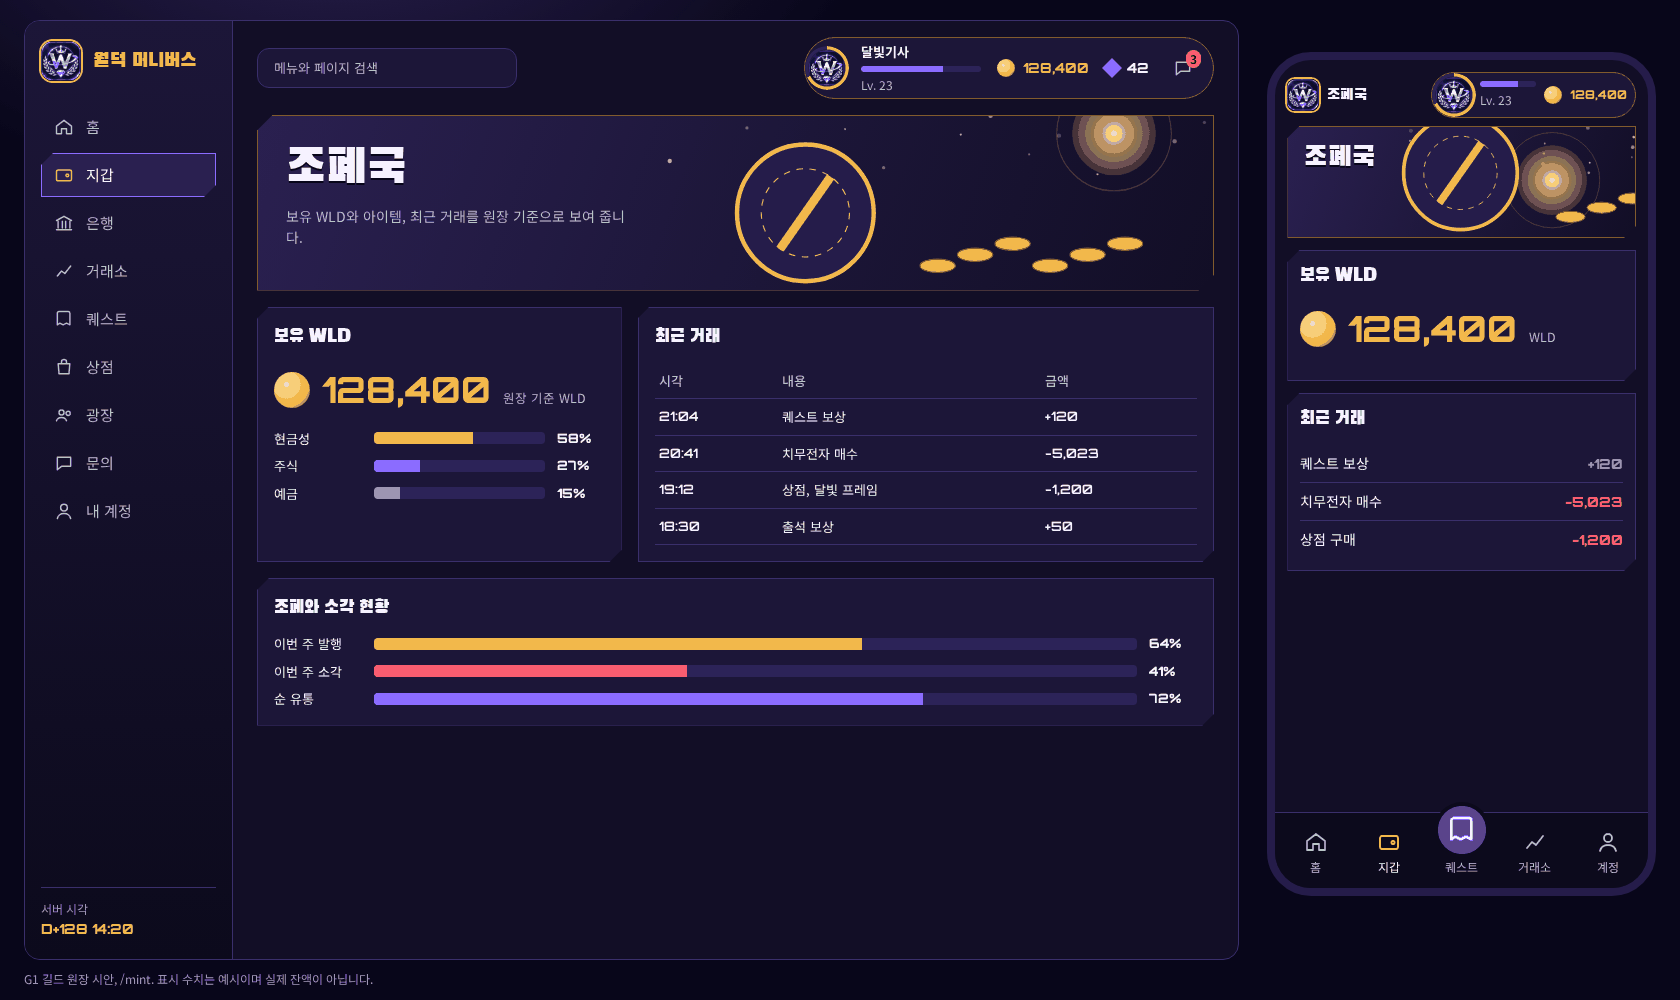 원덕 머니버스
홈
지갑
은행
거래소
퀘스트
상점
광장
문의
내 계정
서버 시각
D+128 14:20
메뉴와 페이지 검색
W
달빛기사
Lv. 23
128,400
42
3
조폐국
보유 WLD와 아이템, 최근 거래를 원장 기준으로 보여 줍니
다.
보유 WLD
128,400 원장 기준 WLD
현금성 58%
주식 27%
예금 15%
최근 거래
시각 내용 금액
21:04 퀘스트 보상 +120
20:41 치무전자 매수 -5,023
19:12 상점, 달빛 프레임 -1,200
18:30 출석 보상 +50
조폐와 소각 현황
이번 주 발행 64%
이번 주 소각 41%
순 유통 72%
G1 길드 원장 시안, /mint. 표시 수치는 예시이며 실제 잔액이 아닙니다.
W
조폐국
W
Lv. 23
128,400
조폐국
보유 WLD
128,400 WLD
최근 거래
퀘스트 보상 +120
치무전자 매수 -5,023
상점 구매 -1,200
홈
지갑
퀘스트
거래소
계정